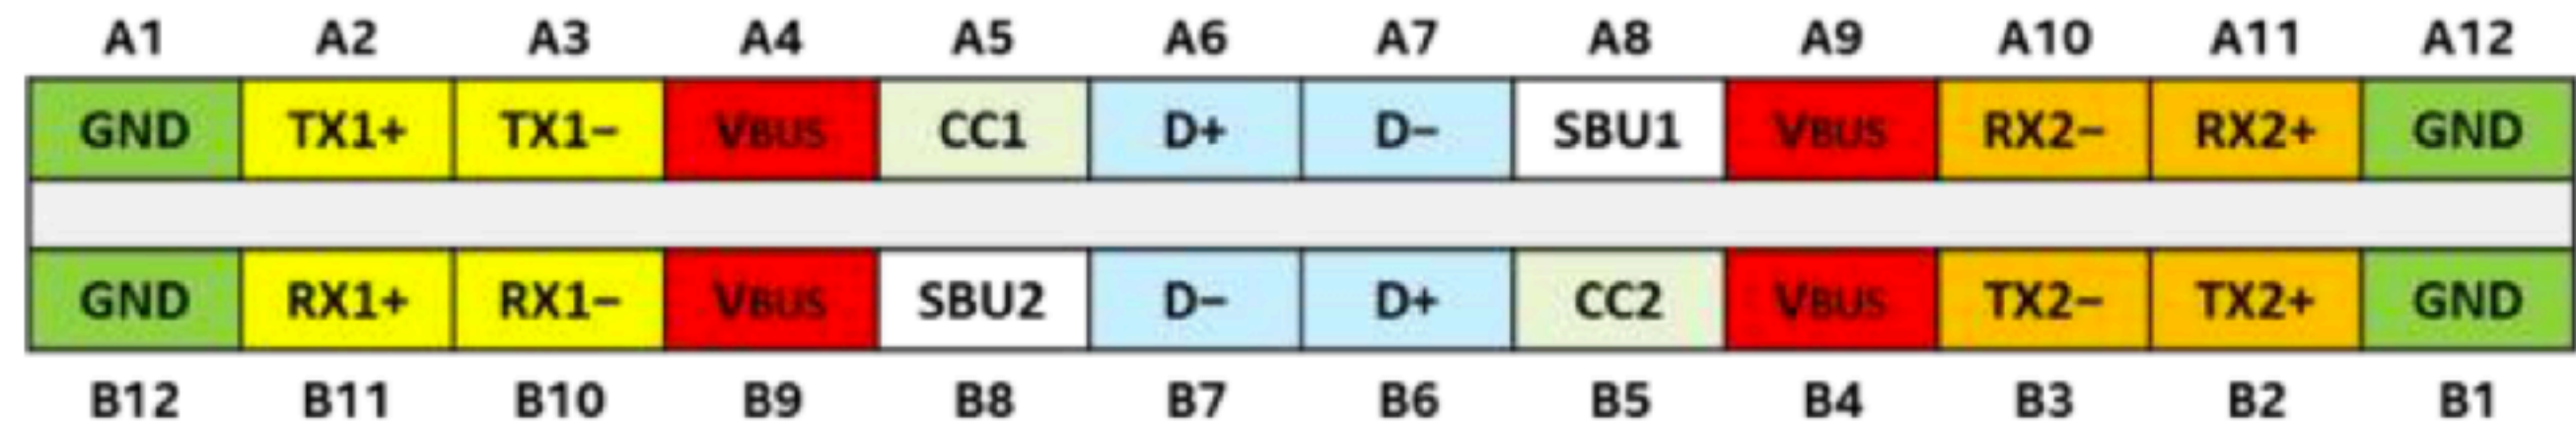 A1 A2 A3 A4 A5 A6 A7 A8 A9 A10 A11 A12
GND TX1+ TX1− VBUS CC1 D+ D− SBU1 VBUS RX2− RX2+ GND
GND RX1+ RX1− VBUS SBU2 D− D+ CC2 VBUS TX2− TX2+ GND
B12 B11 B10 B9 B8 B7 B6 B5 B4 B3 B2 B1